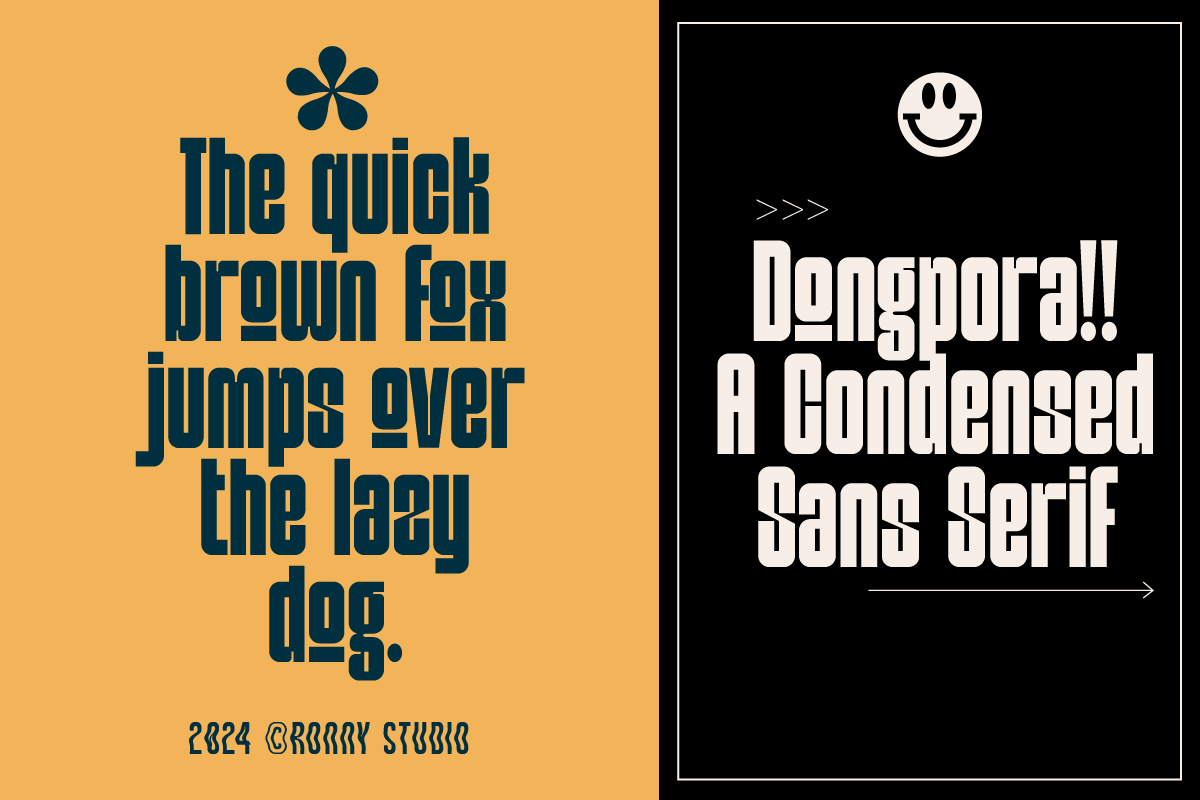 The quick
brown fox
jumps over
the lazy
dog.
2024 ©RONNY STUDIO
>>>
Dongpora!!
A Condensed
Sans Serif